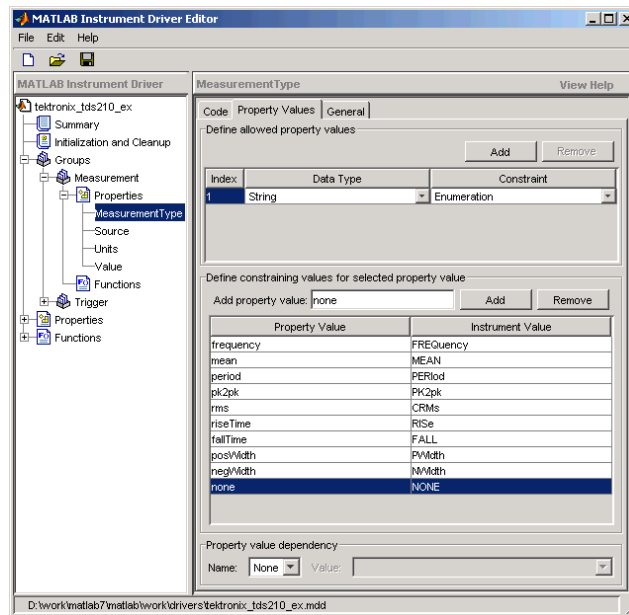 MATLAB Instrument Driver Editor
File Edit Help
MATLAB Instrument Driver
MeasurementType View Help
tektronix_tds210_ex
Summary
Initialization and Cleanup
Groups
Measurement
Properties
MeasurementType
Source
Units
Value
Functions
Trigger
Properties
Functions
Code Property Values General
Define allowed property values
Add Remove
Index Data Type Constraint
1 String Enumeration
Define constraining values for selected property value
Add property value: none Add Remove
Property Value Instrument Value
frequency FREQuency
mean MEAN
period PERIod
pk2pk PK2pk
rms CRMs
riseTime RISe
fallTime FALL
posWidth PWIdth
negWidth NWIdth
none NONE
Property value dependency
Name: None Value:
D:\work\matlab7\matlab\work\drivers\tektronix_tds210_ex.mdd